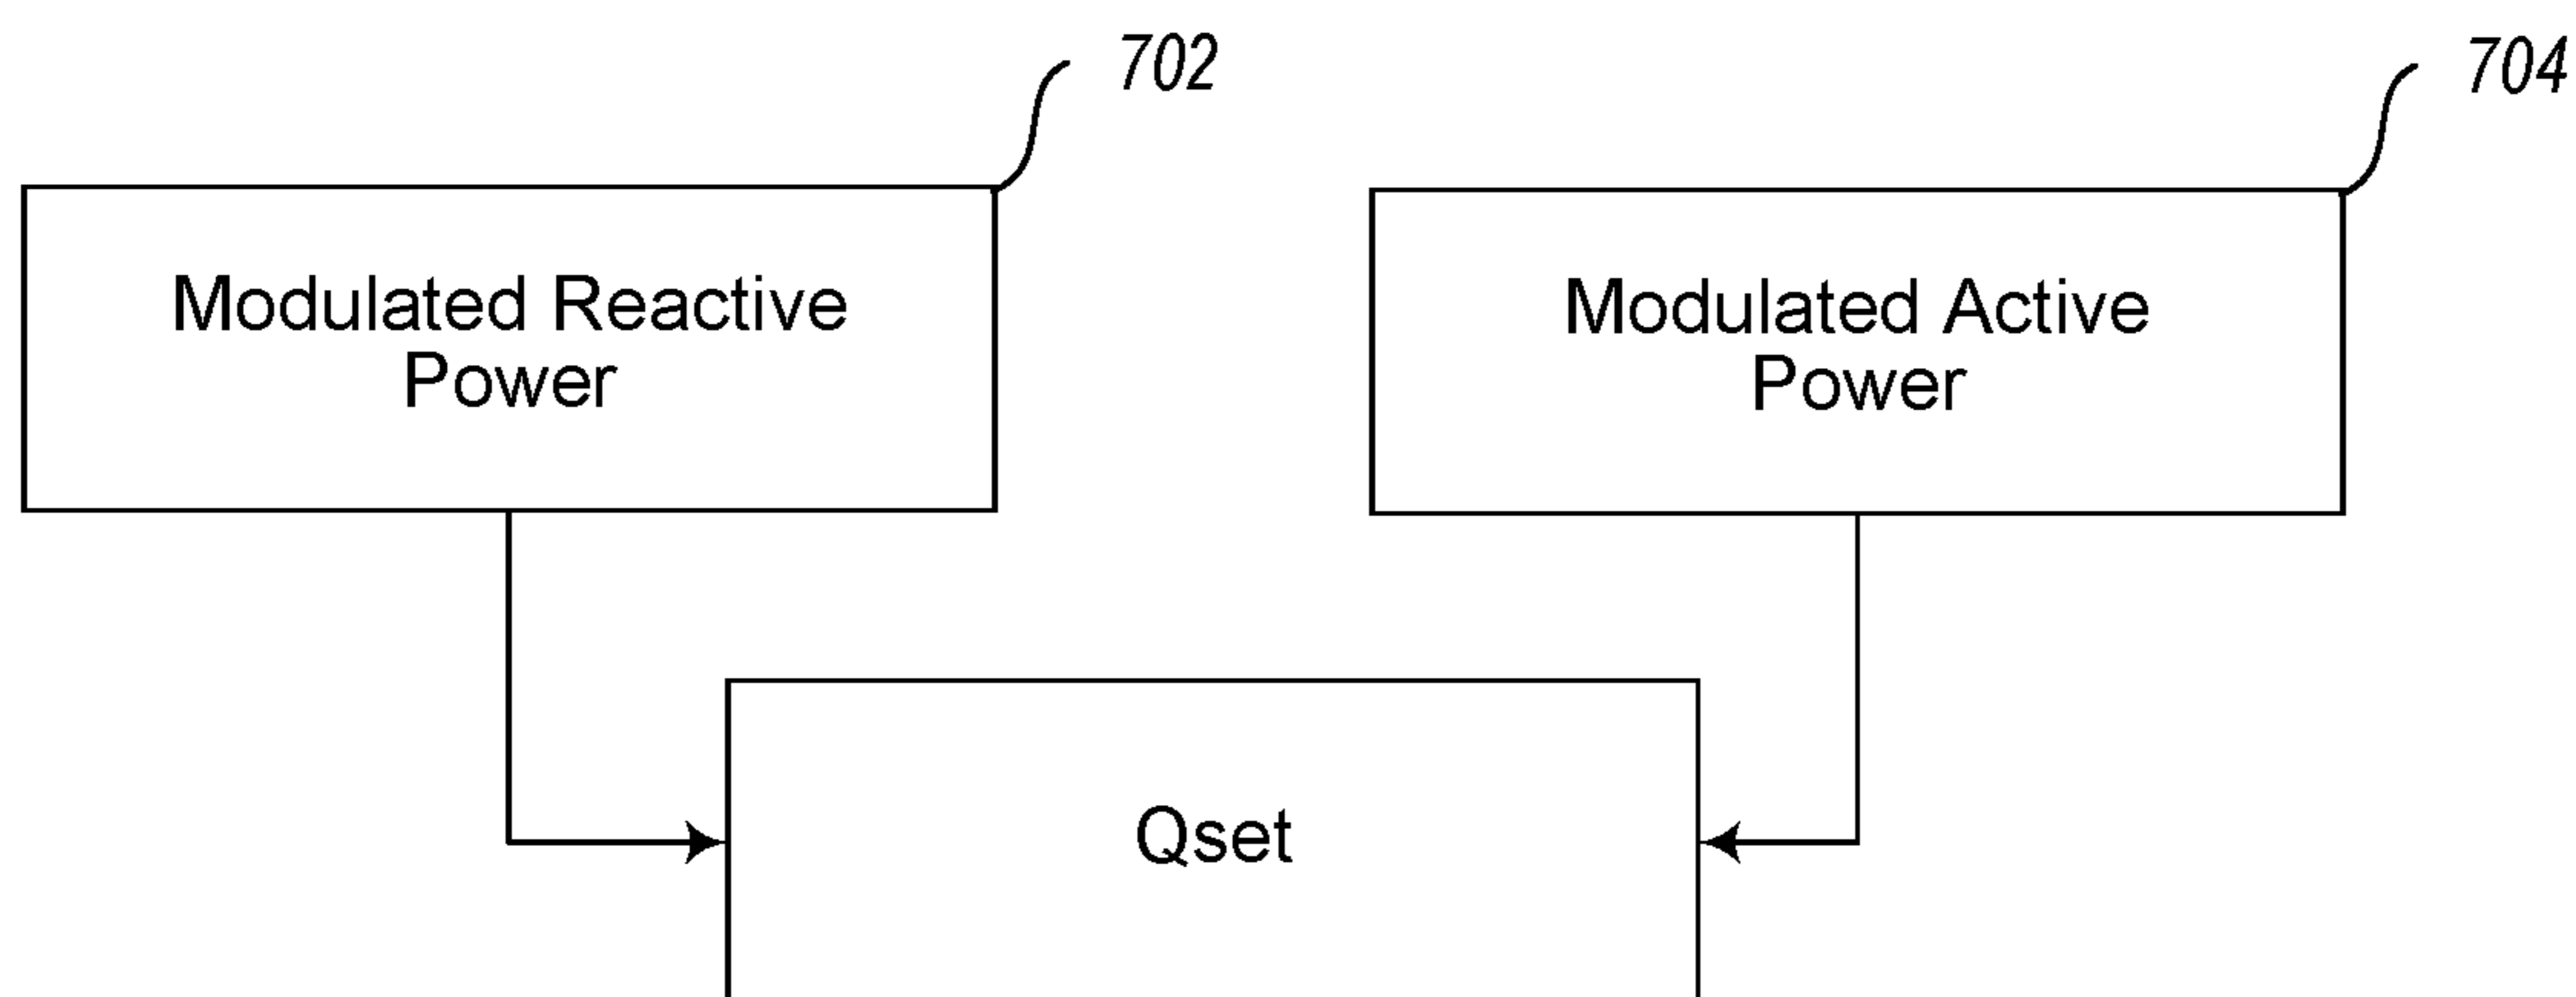 702
704
Modulated Reactive
Power
Modulated Active
Power
Qset